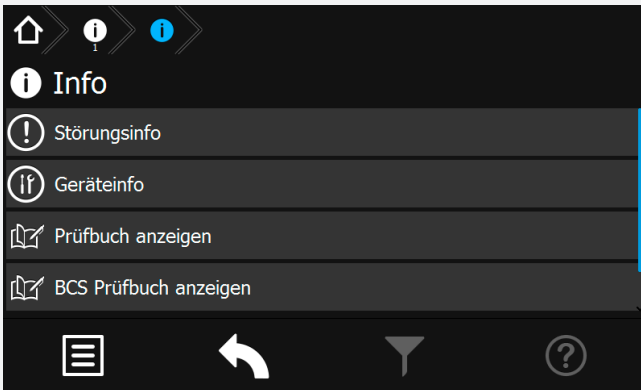 1
Info
Störungsinfo
Geräteinfo
Prüfbuch anzeigen
BCS Prüfbuch anzeigen